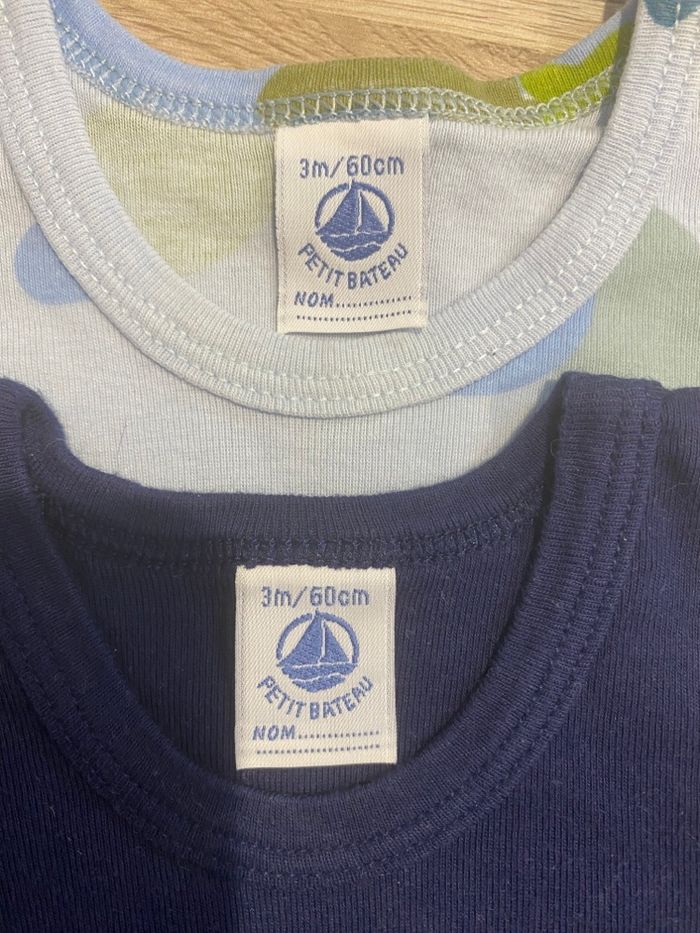 3m/60cm
PETIT BATEAU
NOM..............
3m/60cm
PETIT BATEAU
NOM..............